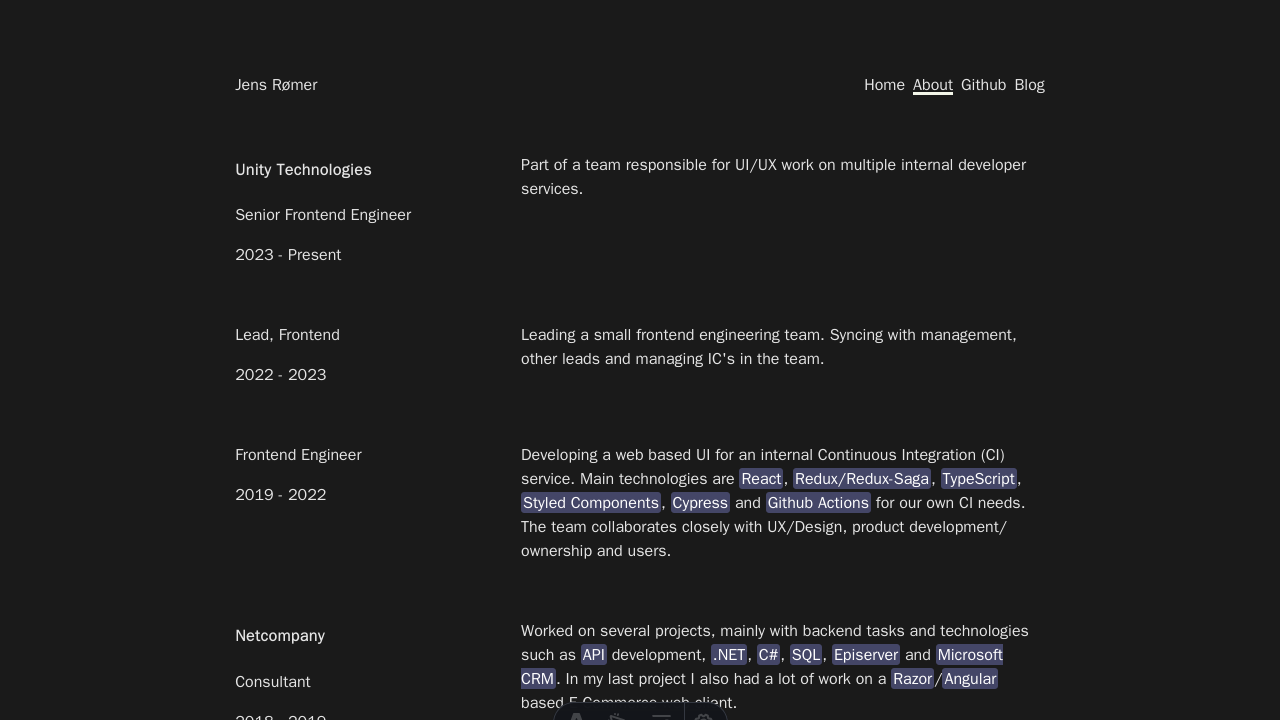 Jens Rømer
Home About Github Blog
Unity Technologies
Senior Frontend Engineer
2023 - Present
Part of a team responsible for UI/UX work on multiple internal developer
services.
Lead, Frontend
2022 - 2023
Leading a small frontend engineering team. Syncing with management,
other leads and managing IC's in the team.
Frontend Engineer
2019 - 2022
Developing a web based UI for an internal Continuous Integration (CI)
service. Main technologies are React, Redux/Redux-Saga, TypeScript,
Styled Components, Cypress and Github Actions for our own CI needs.
The team collaborates closely with UX/Design, product development/
ownership and users.
Netcompany
Consultant
2018 - 2019
Worked on several projects, mainly with backend tasks and technologies
such as API development, .NET, C#, SQL, Episerver and Microsoft
CRM. In my last project I also had a lot of work on a Razor/Angular
based E-Commerce web client.